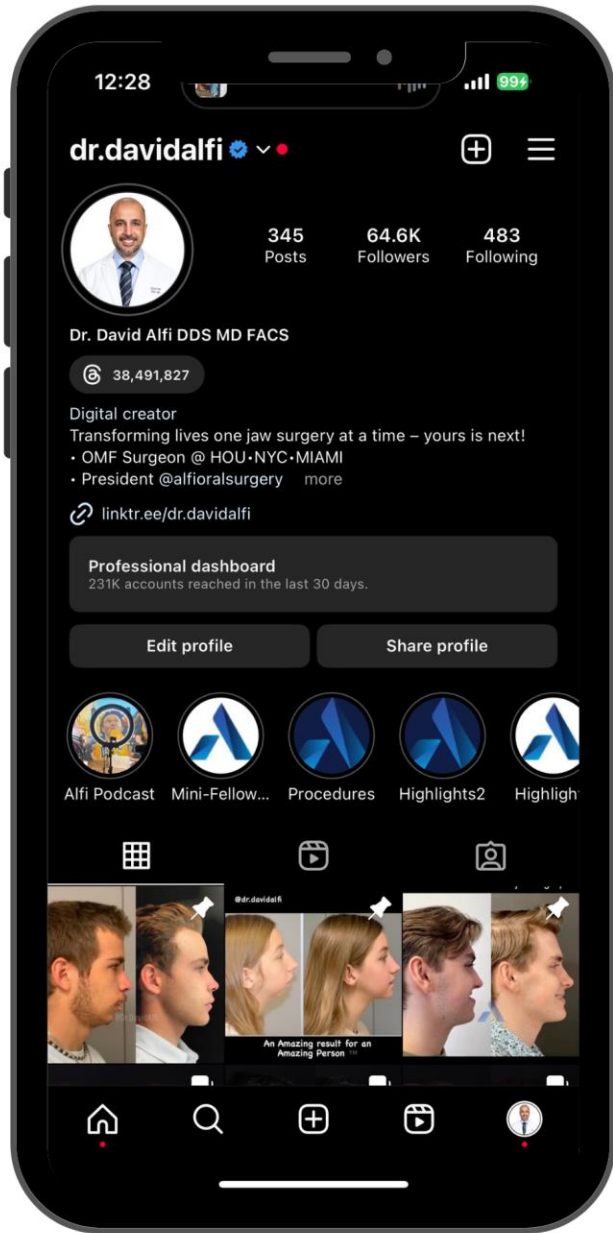 12:28
99
dr.davidalfi
345 64.6K 483
Posts Followers Following
Dr. David Alfi DDS MD FACS
38,491,827
Digital creator
Transforming lives one jaw surgery at a time – yours is next!
• OMF Surgeon @ HOU•NYC•MIAMI
• President @alfioralsurgery more
linktr.ee/dr.davidalfi
Professional dashboard
231K accounts reached in the last 30 days.
Edit profile Share profile
Alfi Podcast Mini-Fellow... Procedures Highlights2 Highligh
@dr.davidalfi
An Amazing result for an
Amazing Person TM